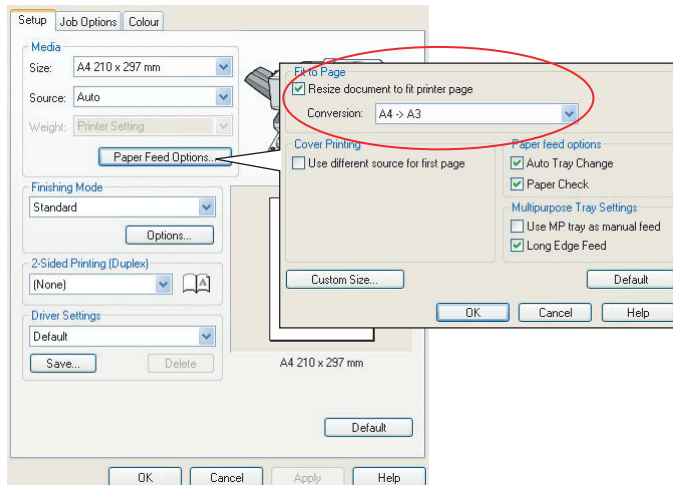 Setup Job Options Colour
Media
Size: A4 210 x 297 mm
Source: Auto
Weight: Printer Setting
Paper Feed Options...
Finishing Mode
Standard
Options...
2-Sided Printing (Duplex)
(None)
A
Driver Settings
Default
Save... Delete
A4 210 x 297 mm
Default
OK Cancel Apply Help
Fit to Page
Resize document to fit printer page
Conversion: A4 -> A3
Cover Printing
Use different source for first page
Paper feed options
Auto Tray Change
Paper Check
Multipurpose Tray Settings
Use MP tray as manual feed
Long Edge Feed
Custom Size... Default
OK Cancel Help